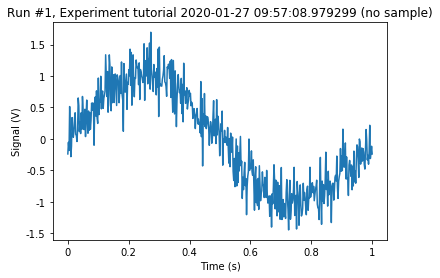 Run #1, Experiment tutorial 2020-01-27 09:57:08.979299 (no sample)
1.5
1
0.5
0
-0.5
-1
-1.5
Signal (V)
0 0.2 0.4 0.6 0.8 1
Time (s)